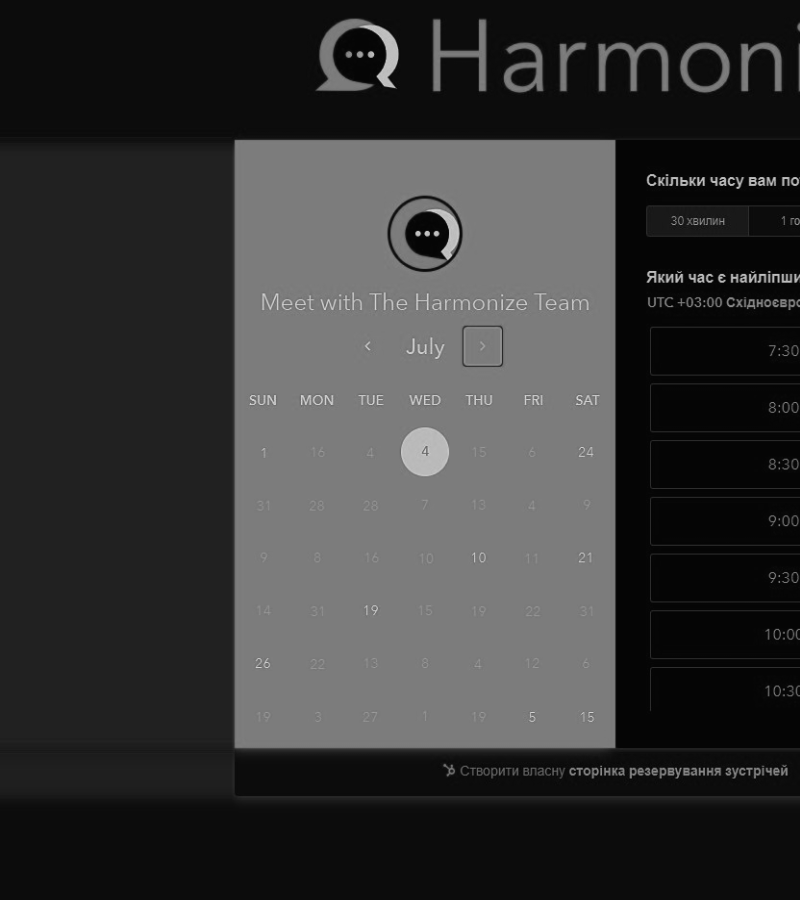 Harmoni
Meet with The Harmonize Team
July
SUN MON TUE WED THU FRI SAT
1 16 4 4 15 6 24
31 28 28 7 13 4 9
9 8 16 10 10 11 21
14 31 19 15 19 22 31
26 22 13 8 4 12 6
19 3 27 1 19 5 15
Скільки часу вам по
30 хвилин 1 го
Який час є найліпши
UTC +03:00 Східноєвро
7:30
8:00
8:30
9:00
9:30
10:00
10:30
Створити власну сторінка резервування зустрічей